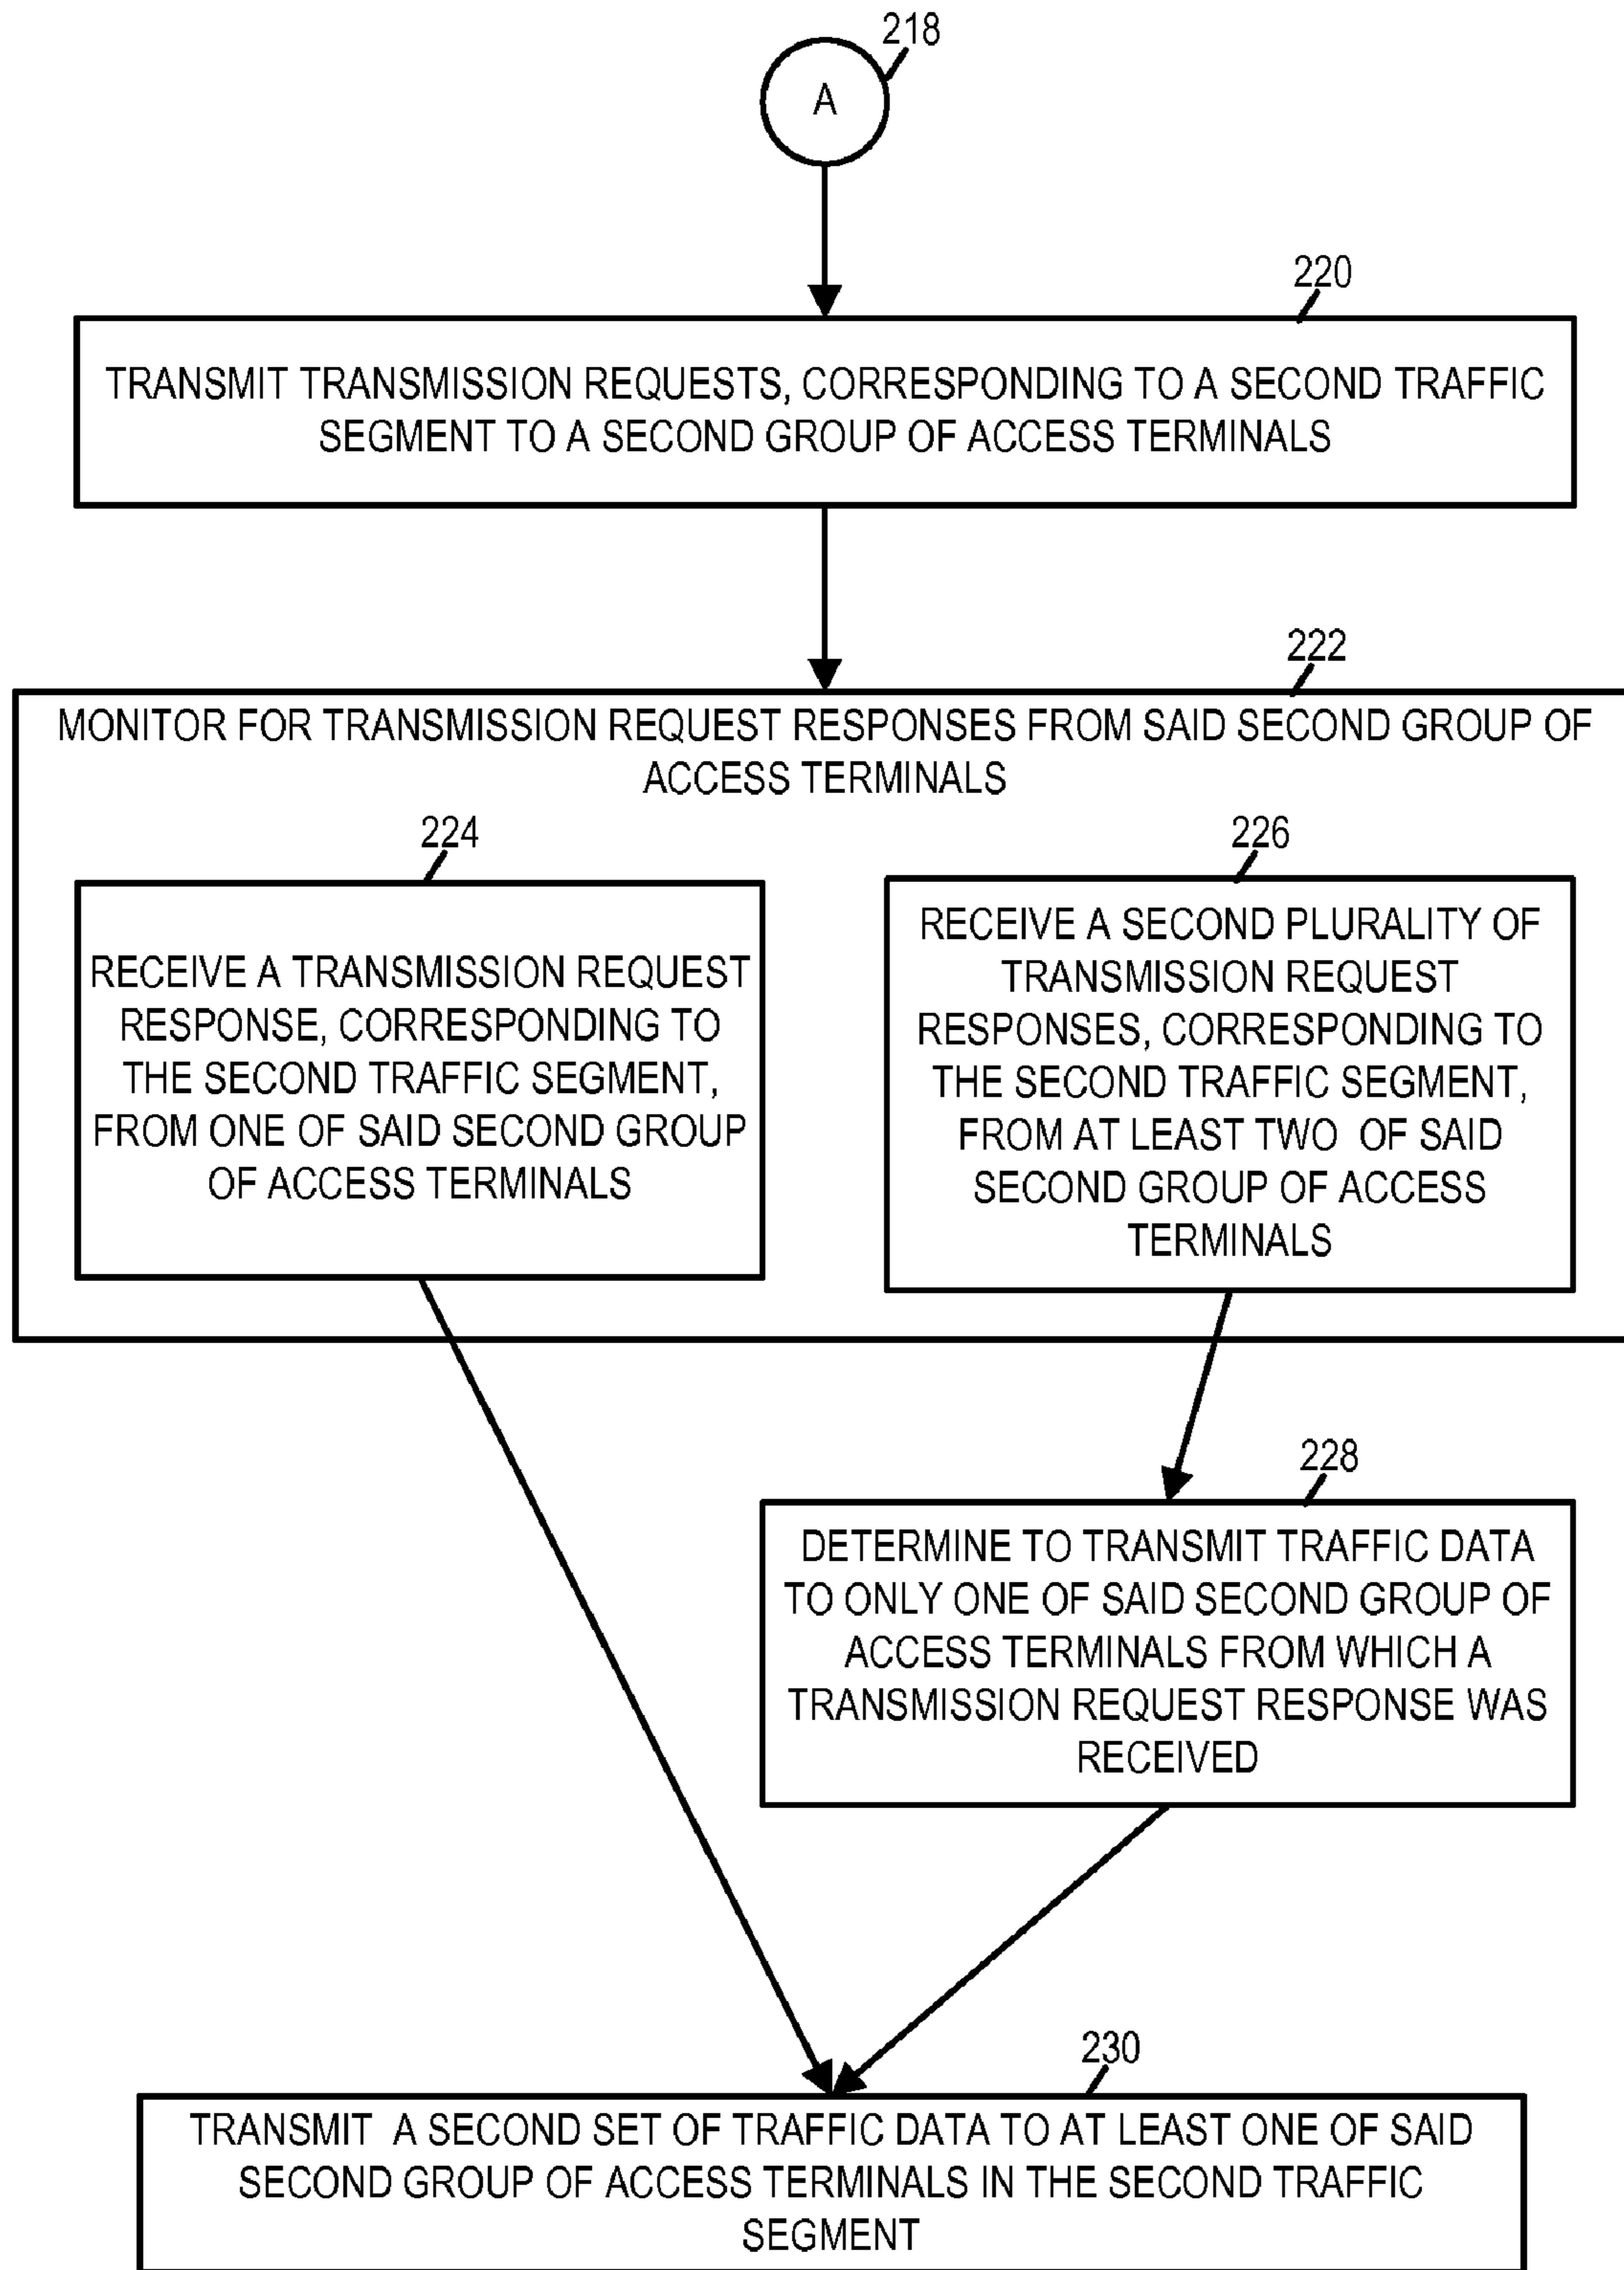 218
A
220
TRANSMIT TRANSMISSION REQUESTS, CORRESPONDING TO A SECOND TRAFFIC
SEGMENT TO A SECOND GROUP OF ACCESS TERMINALS
222
MONITOR FOR TRANSMISSION REQUEST RESPONSES FROM SAID SECOND GROUP OF
ACCESS TERMINALS
224
RECEIVE A TRANSMISSION REQUEST
RESPONSE, CORRESPONDING TO
THE SECOND TRAFFIC SEGMENT,
FROM ONE OF SAID SECOND GROUP
OF ACCESS TERMINALS
226
RECEIVE A SECOND PLURALITY OF
TRANSMISSION REQUEST
RESPONSES, CORRESPONDING TO
THE SECOND TRAFFIC SEGMENT,
FROM AT LEAST TWO OF SAID
SECOND GROUP OF ACCESS
TERMINALS
228
DETERMINE TO TRANSMIT TRAFFIC DATA
TO ONLY ONE OF SAID SECOND GROUP OF
ACCESS TERMINALS FROM WHICH A
TRANSMISSION REQUEST RESPONSE WAS
RECEIVED
230
TRANSMIT A SECOND SET OF TRAFFIC DATA TO AT LEAST ONE OF SAID
SECOND GROUP OF ACCESS TERMINALS IN THE SECOND TRAFFIC
SEGMENT